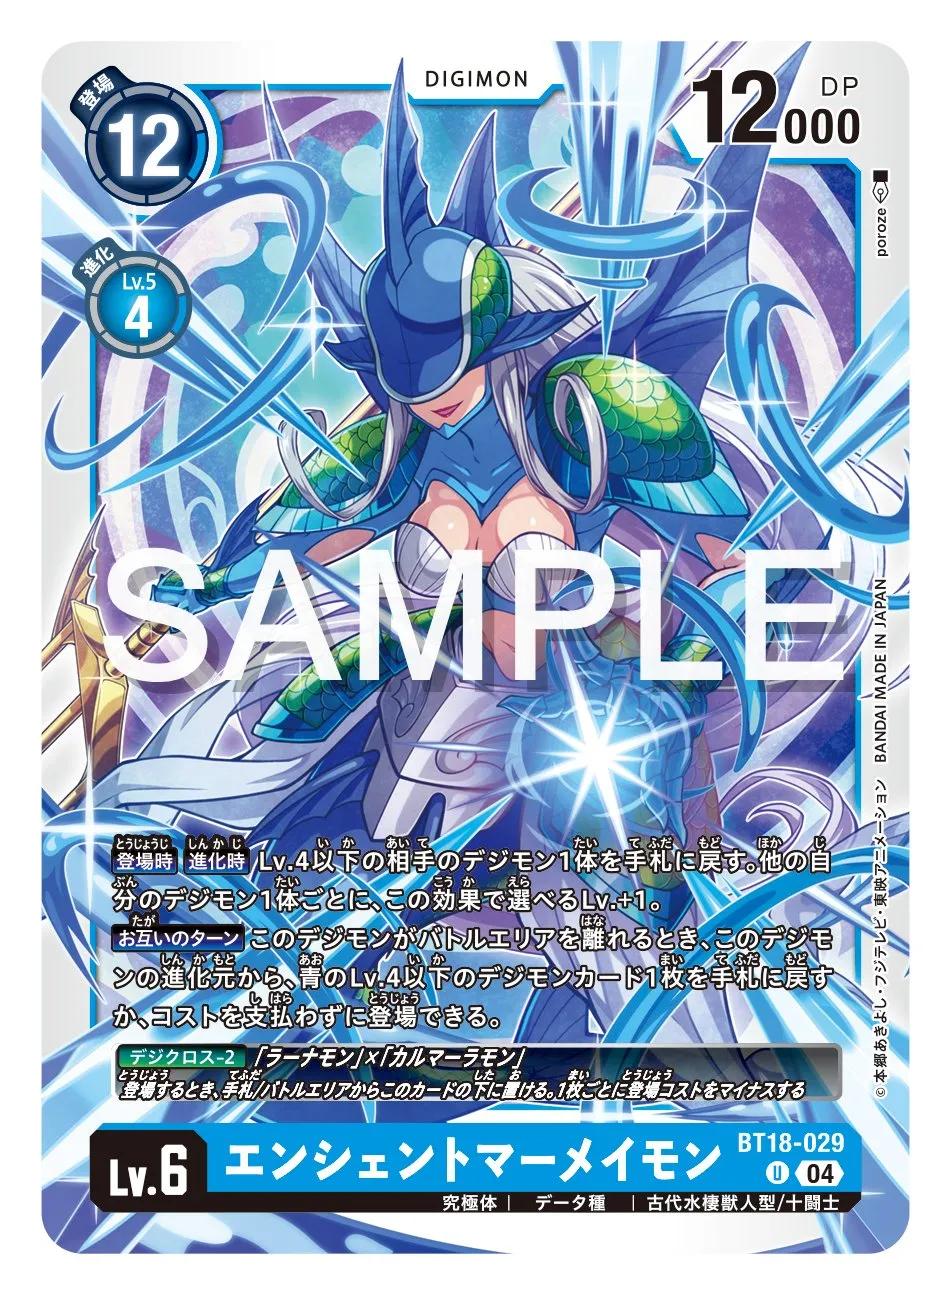 DIGIMON
登場
12
12000
DP
進化
Lv.5
4
poroze
SAMPLE
BANDAI MADE IN JAPAN
©本郷あきよし・フジテレビ・東映アニメーション
登場時 進化時 Lv.4以下の相手のデジモン1体を手札に戻す。他の自
分のデジモン1体ごとに、この効果で選べるLv.+1。
お互いのターン このデジモンがバトルエリアを離れるとき、このデジモ
ンの進化元から、青のLv.4以下のデジモンカード1枚を手札に戻す
か、コストを支払わずに登場できる。
デジクロス-2 「ラーナモン」×「カルマーラモン」
登場するとき、手札/バトルエリアからこのカードの下に置ける。1枚ごとに登場コストをマイナスする
Lv.6
エンシェントマーメイモン
BT18-029
U 04
究極体 | データ種 | 古代水棲獣人型/十闘士